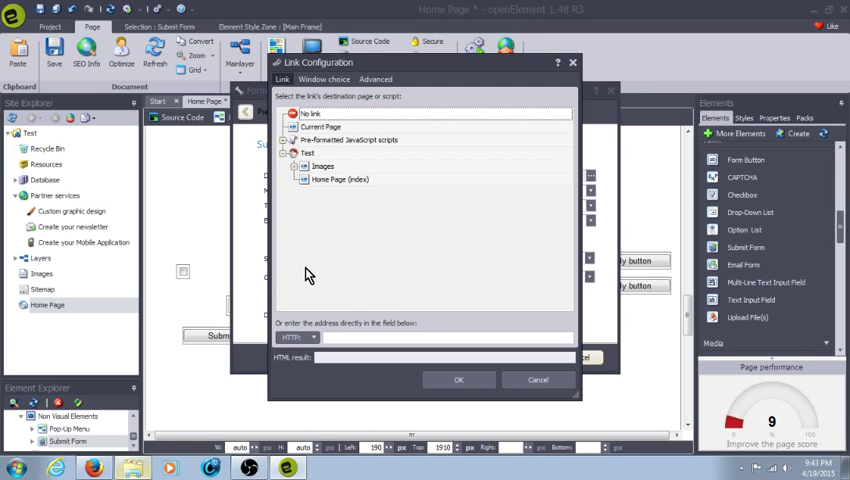 Home Page * - openElement 1.48 R3
Project
Page
Selection : Submit Form
Element Style Zone : [Main Frame]
Like
Paste
Save
SEO Info
Optimize
Refresh
Convert
Zoom
Grid
Mainlayer
Source Code
Secure
Clipboard
Document
Site Explorer
Test
Recycle Bin
Resources
Database
Partner services
Custom graphic design
Create your newsletter
Create your Mobile Application
Layers
Images
Sitemap
Home Page
Element Explorer
Non Visual Elements
Pop-Up Menu
Submit Form
Start
Home Page *
Source Code
Link Configuration
Link
Window choice
Advanced
Select the link's destination page or script:
No link
Current Page
Pre-formatted JavaScript scripts
Test
Images
Home Page (index)
Or enter the address directly in the field below:
HTTP:
HTML result:
OK
Cancel
y button
y button
W: auto H: auto Left: 190 px Top: 1910 px Right: px Bottom:
Elements
Elements
Styles
Properties
Packs
More Elements
Create
Form Button
CAPTCHA
Checkbox
Drop-Down List
Option List
Submit Form
Email Form
Multi-Line Text Input Field
Text Input Field
Upload File(s)
Media
Page performance
9
0
%
100
Improve the page score
9:43 PM
4/19/2015